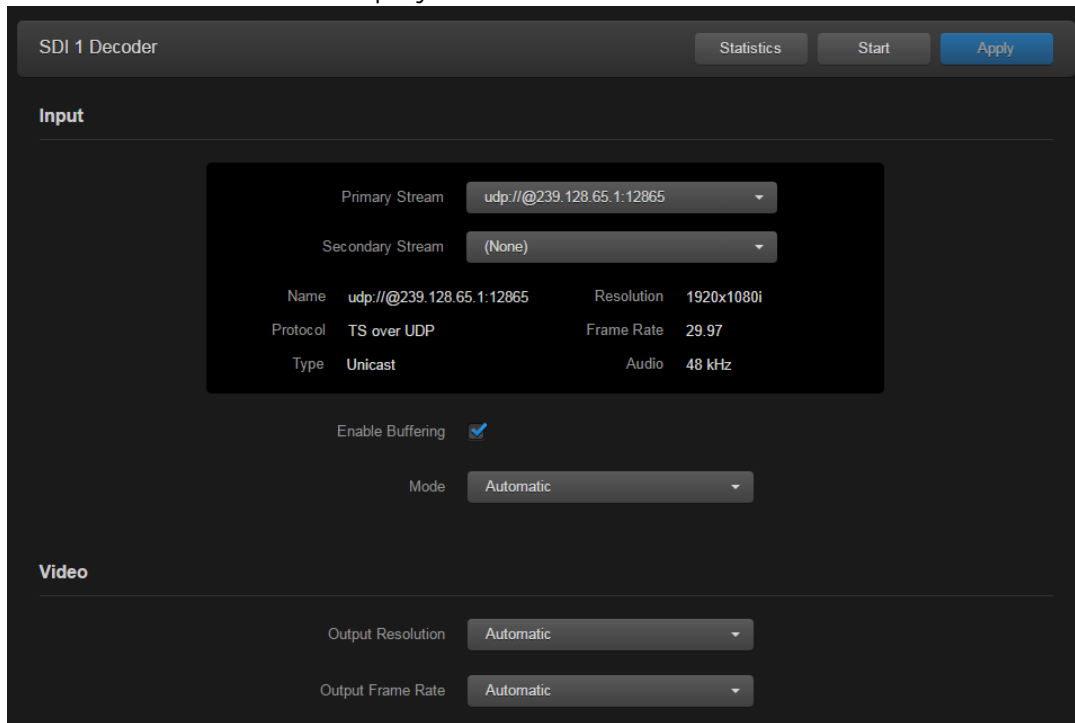 SDI 1 Decoder Statistics Start Apply
Input
Primary Stream udp://@239.128.65.1:12865
Secondary Stream (None)
Name udp://@239.128.65.1:12865 Resolution 1920x1080i
Protocol TS over UDP Frame Rate 29.97
Type Unicast Audio 48 kHz
Enable Buffering
Mode Automatic
Video
Output Resolution Automatic
Output Frame Rate Automatic